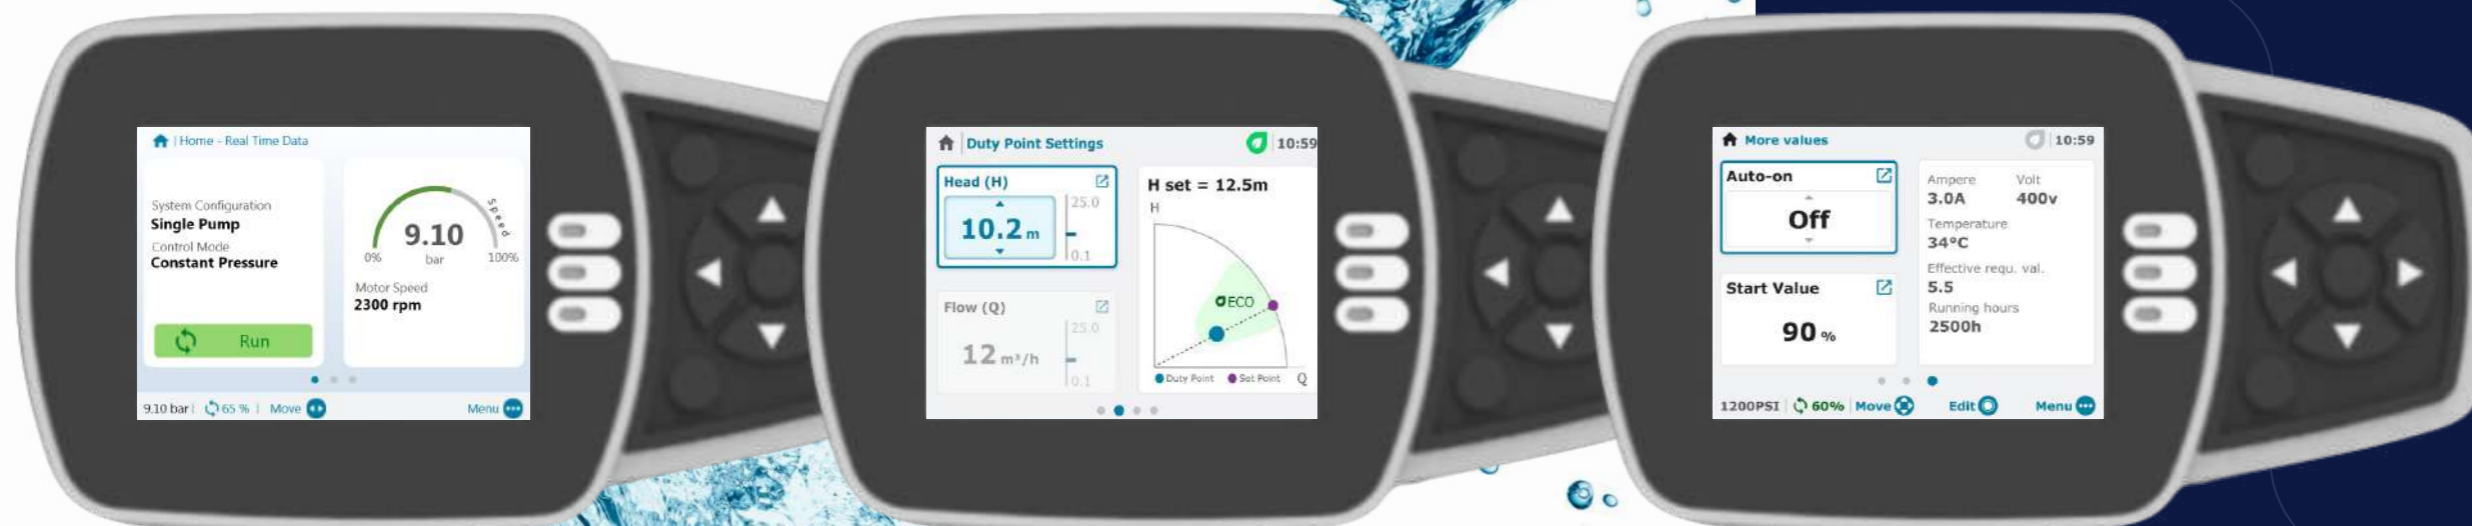 Home - Real Time Data
System Configuration
Single Pump
Control Mode
Constant Pressure
Run
Speed
9.10
0% bar 100%
Motor Speed
2300 rpm
9.10 bar 65 % Move Menu
Duty Point Settings 10:59
Head (H)
25.0
10.2 m
0.1
Flow (Q)
25.0
12 m³/h
0.1
H set = 12.5m
H
ECO
Duty Point Set Point Q
More values 10:59
Auto-on
Off
Start Value
90 %
Ampere Volt
3.0A 400v
Temperature
34°C
Effective requ. val.
5.5
Running hours
2500h
1200PSI 60% Move Edit Menu